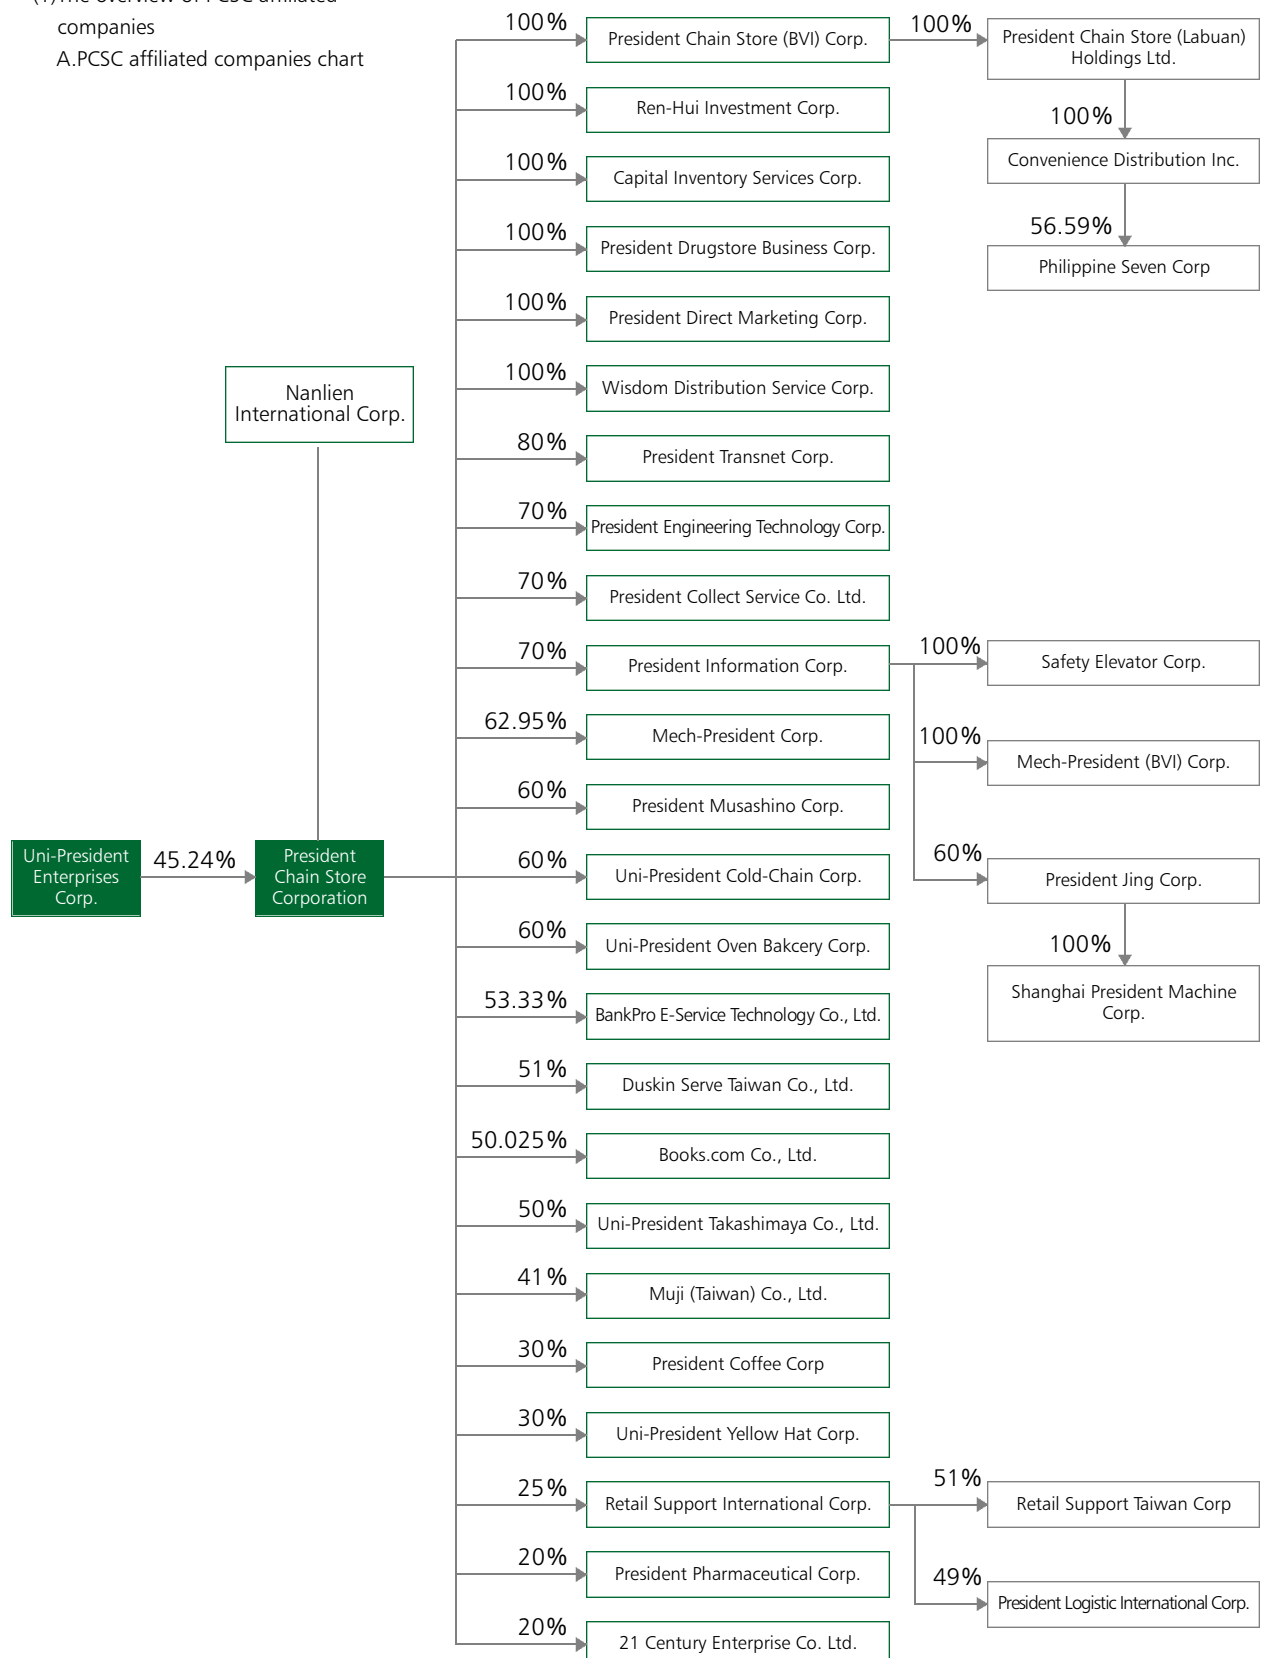 (1)The overview of PCSC affiliated
companies
A.PCSC affiliated companies chart
100%
President Chain Store (BVI) Corp.
100%
President Chain Store (Labuan)
Holdings Ltd.
100%
Convenience Distribution Inc.
56.59%
Philippine Seven Corp
100%
Ren-Hui Investment Corp.
100%
Capital Inventory Services Corp.
100%
President Drugstore Business Corp.
100%
President Direct Marketing Corp.
100%
Wisdom Distribution Service Corp.
Nanlien
International Corp.
80%
President Transnet Corp.
70%
President Engineering Technology Corp.
70%
President Collect Service Co. Ltd.
70%
President Information Corp.
100%
Safety Elevator Corp.
100%
Mech-President (BVI) Corp.
60%
President Jing Corp.
100%
Shanghai President Machine
Corp.
62.95%
Mech-President Corp.
60%
President Musashino Corp.
Uni-President
Enterprises
Corp.
45.24%
President
Chain Store
Corporation
60%
Uni-President Cold-Chain Corp.
60%
Uni-President Oven Bakcery Corp.
53.33%
BankPro E-Service Technology Co., Ltd.
51%
Duskin Serve Taiwan Co., Ltd.
50.025%
Books.com Co., Ltd.
50%
Uni-President Takashimaya Co., Ltd.
41%
Muji (Taiwan) Co., Ltd.
30%
President Coffee Corp
30%
Uni-President Yellow Hat Corp.
25%
Retail Support International Corp.
51%
Retail Support Taiwan Corp
49%
President Logistic International Corp.
20%
President Pharmaceutical Corp.
20%
21 Century Enterprise Co. Ltd.